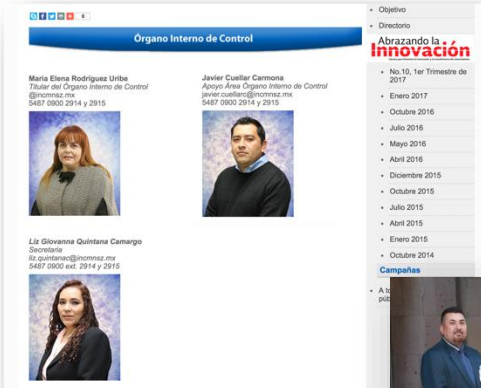 8
Órgano Interno de Control
Maria Elena Rodríguez Uribe
Titular del Órgano Interno de Control
@incmnsz.mx
5487 0900 2914 y 2915
Javier Cuellar Carmona
Apoyo Área Órgano Interno de Control
javier.cuellarc@incmnsz.mx
5487 0900 2914 y 2915
Liz Giovanna Quintana Camargo
Secretaria
liz.quintanac@incmnsz.mx
5487 0900 ext. 2914 y 2915
Objetivo
Directorio
Abrazando la
Innovación
No.10, 1er Trimestre de
2017
Enero 2017
Octubre 2016
Julio 2016
Mayo 2016
Abril 2016
Diciembre 2015
Octubre 2015
Julio 2015
Abril 2015
Enero 2015
Octubre 2014
Campañas